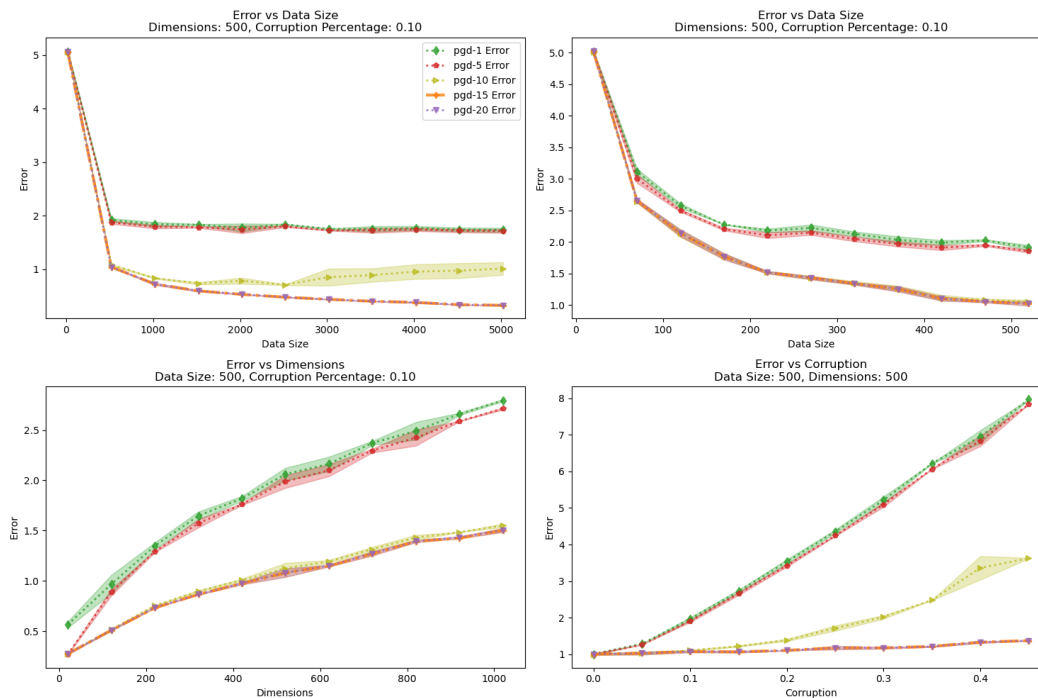 Error vs Data Size
Dimensions: 500, Corruption Percentage: 0.10
5
4
3
2
1
Error
0
1000
2000
3000
4000
5000
Data Size
pgd-1 Error
pgd-5 Error
pgd-10 Error
pgd-15 Error
pgd-20 Error
Error vs Data Size
Dimensions: 500, Corruption Percentage: 0.10
5.0
4.5
4.0
3.5
3.0
2.5
2.0
1.5
1.0
Error
0
100
200
300
400
500
Data Size
Error vs Dimensions
Data Size: 500, Corruption Percentage: 0.10
2.5
2.0
1.5
1.0
0.5
Error
0
200
400
600
800
1000
Dimensions
Error vs Corruption
Data Size: 500, Dimensions: 500
8
7
6
5
4
3
2
1
Error
0.0
0.1
0.2
0.3
0.4
Corruption